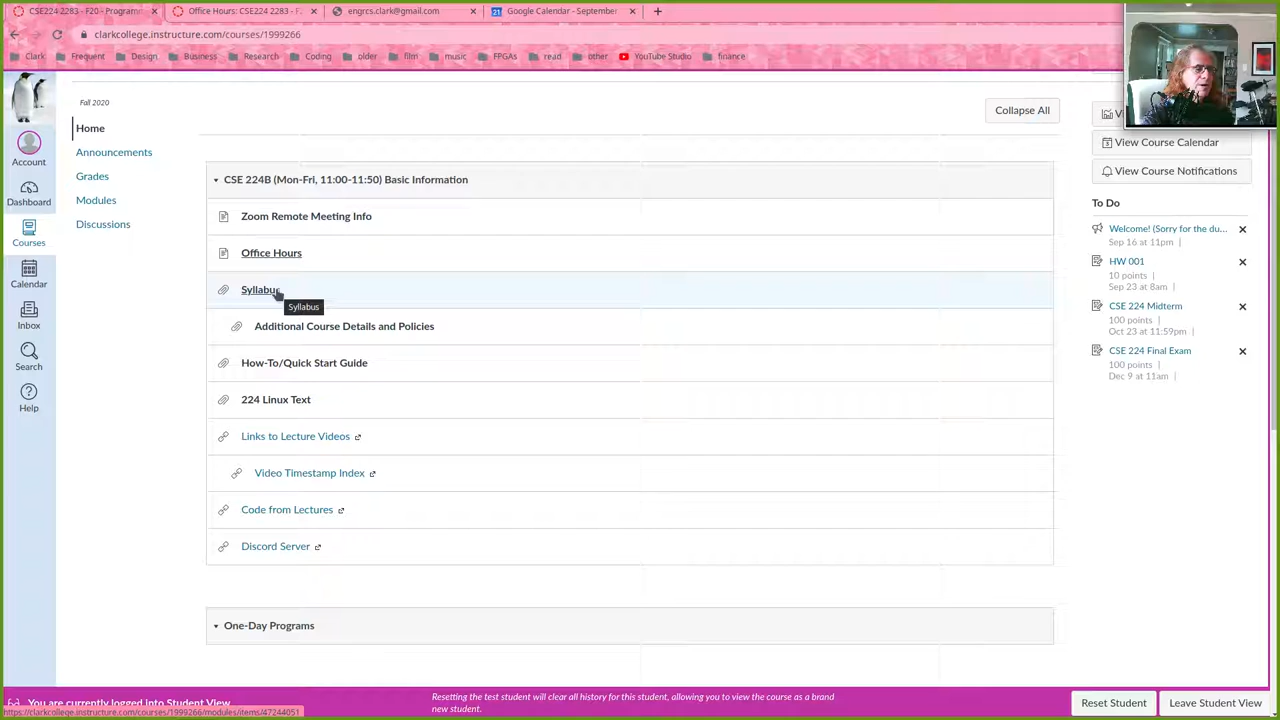 CSE224 2283 - F20 - Program
Office Hours: CSE224 2283 - F.
engrcs.clark@gmail.com
21 Google Calendar - September
clarkcollege.instructure.com/courses/1999266
Clark Frequent Design Business Research Coding older film music FPGAs read other YouTube Studio finance
Fall 2020
Home
Announcements
Grades
Modules
Discussions
Account
Dashboard
Courses
Calendar
Inbox
Search
Help
Collapse All
CSE 224B (Mon-Fri, 11:00-11:50) Basic Information
Zoom Remote Meeting Info
Office Hours
Syllabus
Syllabus
Additional Course Details and Policies
How-To/Quick Start Guide
224 Linux Text
Links to Lecture Videos
Video Timestamp Index
Code from Lectures
Discord Server
One-Day Programs
View Course Calendar
View Course Notifications
To Do
Welcome! (Sorry for the du...
Sep 16 at 11pm |
HW 001
10 points |
Sep 23 at 8am |
CSE 224 Midterm
100 points |
Oct 23 at 11:59pm |
CSE 224 Final Exam
100 points |
Dec 9 at 11am |
You are currently logged into Student View
Resetting the test student will clear all history for this student, allowing you to view the course as a brand
new student.
Reset Student
Leave Student View
https://clarkcollege.instructure.com/courses/1999266/modules/items/47244051